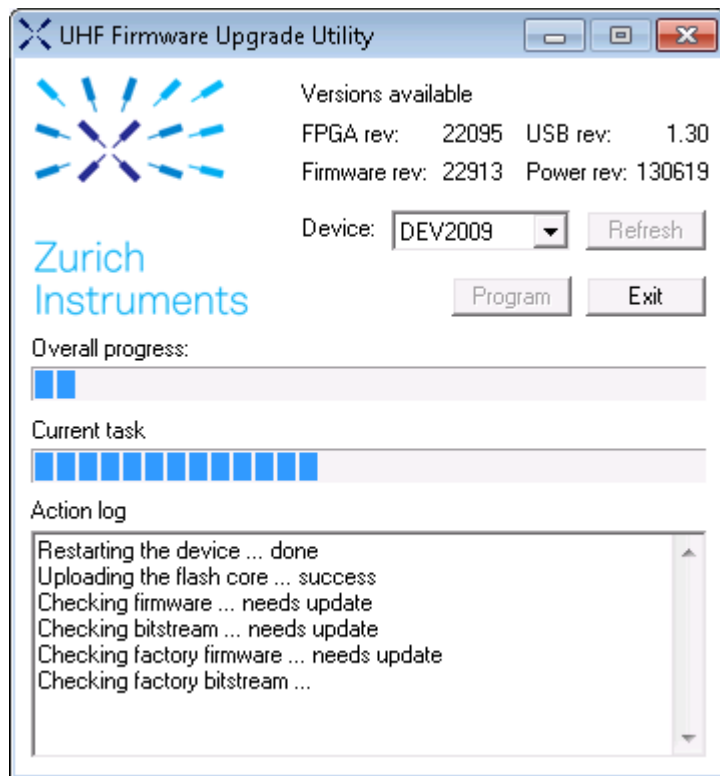 UHF Firmware Upgrade Utility
Versions available
FPGA rev: 22095 USB rev: 1.30
Firmware rev: 22913 Power rev: 130619
Device: DEV2009 Refresh
Zurich
Instruments
Program Exit
Overall progress:
Current task
Action log
Restarting the device ... done
Uploading the flash core ... success
Checking firmware ... needs update
Checking bitstream ... needs update
Checking factory firmware ... needs update
Checking factory bitstream ...